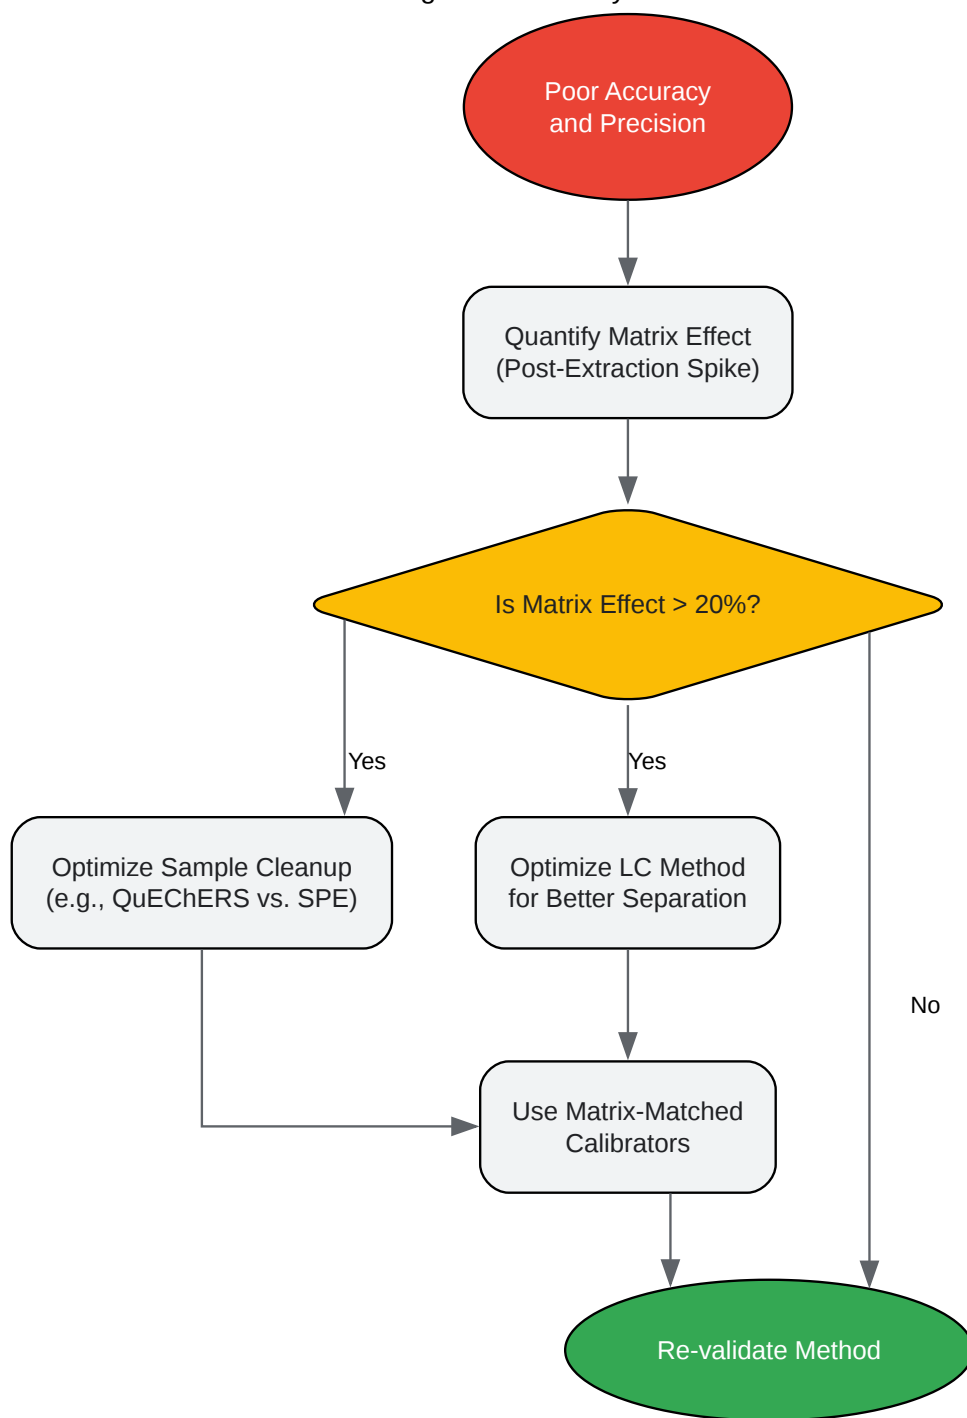 Poor Accuracy
and Precision
Quantify Matrix Effect
(Post-Extraction Spike)
Is Matrix Effect > 20%?
Yes
Yes
Optimize Sample Cleanup
(e.g., QuEChERS vs. SPE)
Optimize LC Method
for Better Separation
No
Use Matrix-Matched
Calibrators
Re-validate Method